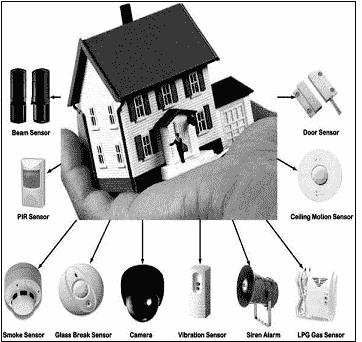 Beam Sensor
Door Sensor
PIR Sensor
Ceiling Motion Sensor
Smoke Sensor
Glass Break Sensor
Camera
Vibration Sensor
Siren Alarm
LPG Gas Sensor